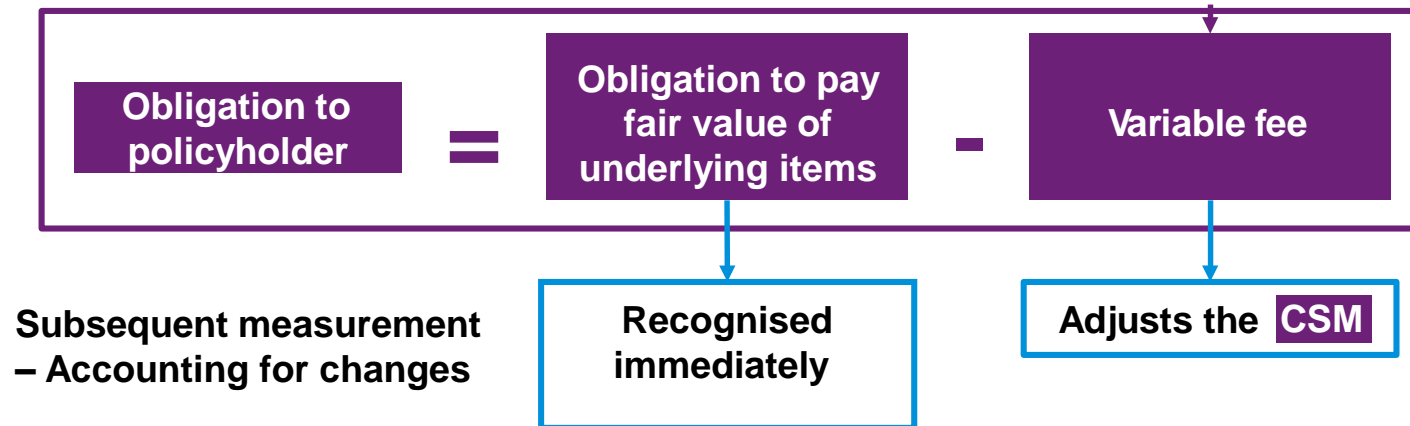 Obligation to
policyholder
=
Obligation to pay
fair value of
underlying items
-
Variable fee
Subsequent measurement
– Accounting for changes
Recognised
immediately
Adjusts the CSM